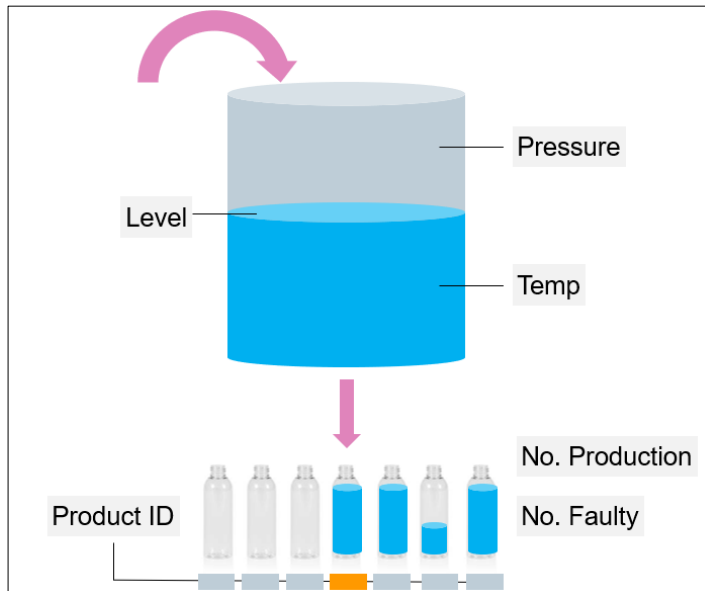 Pressure
Level
Temp
No. Production
Product ID
No. Faulty